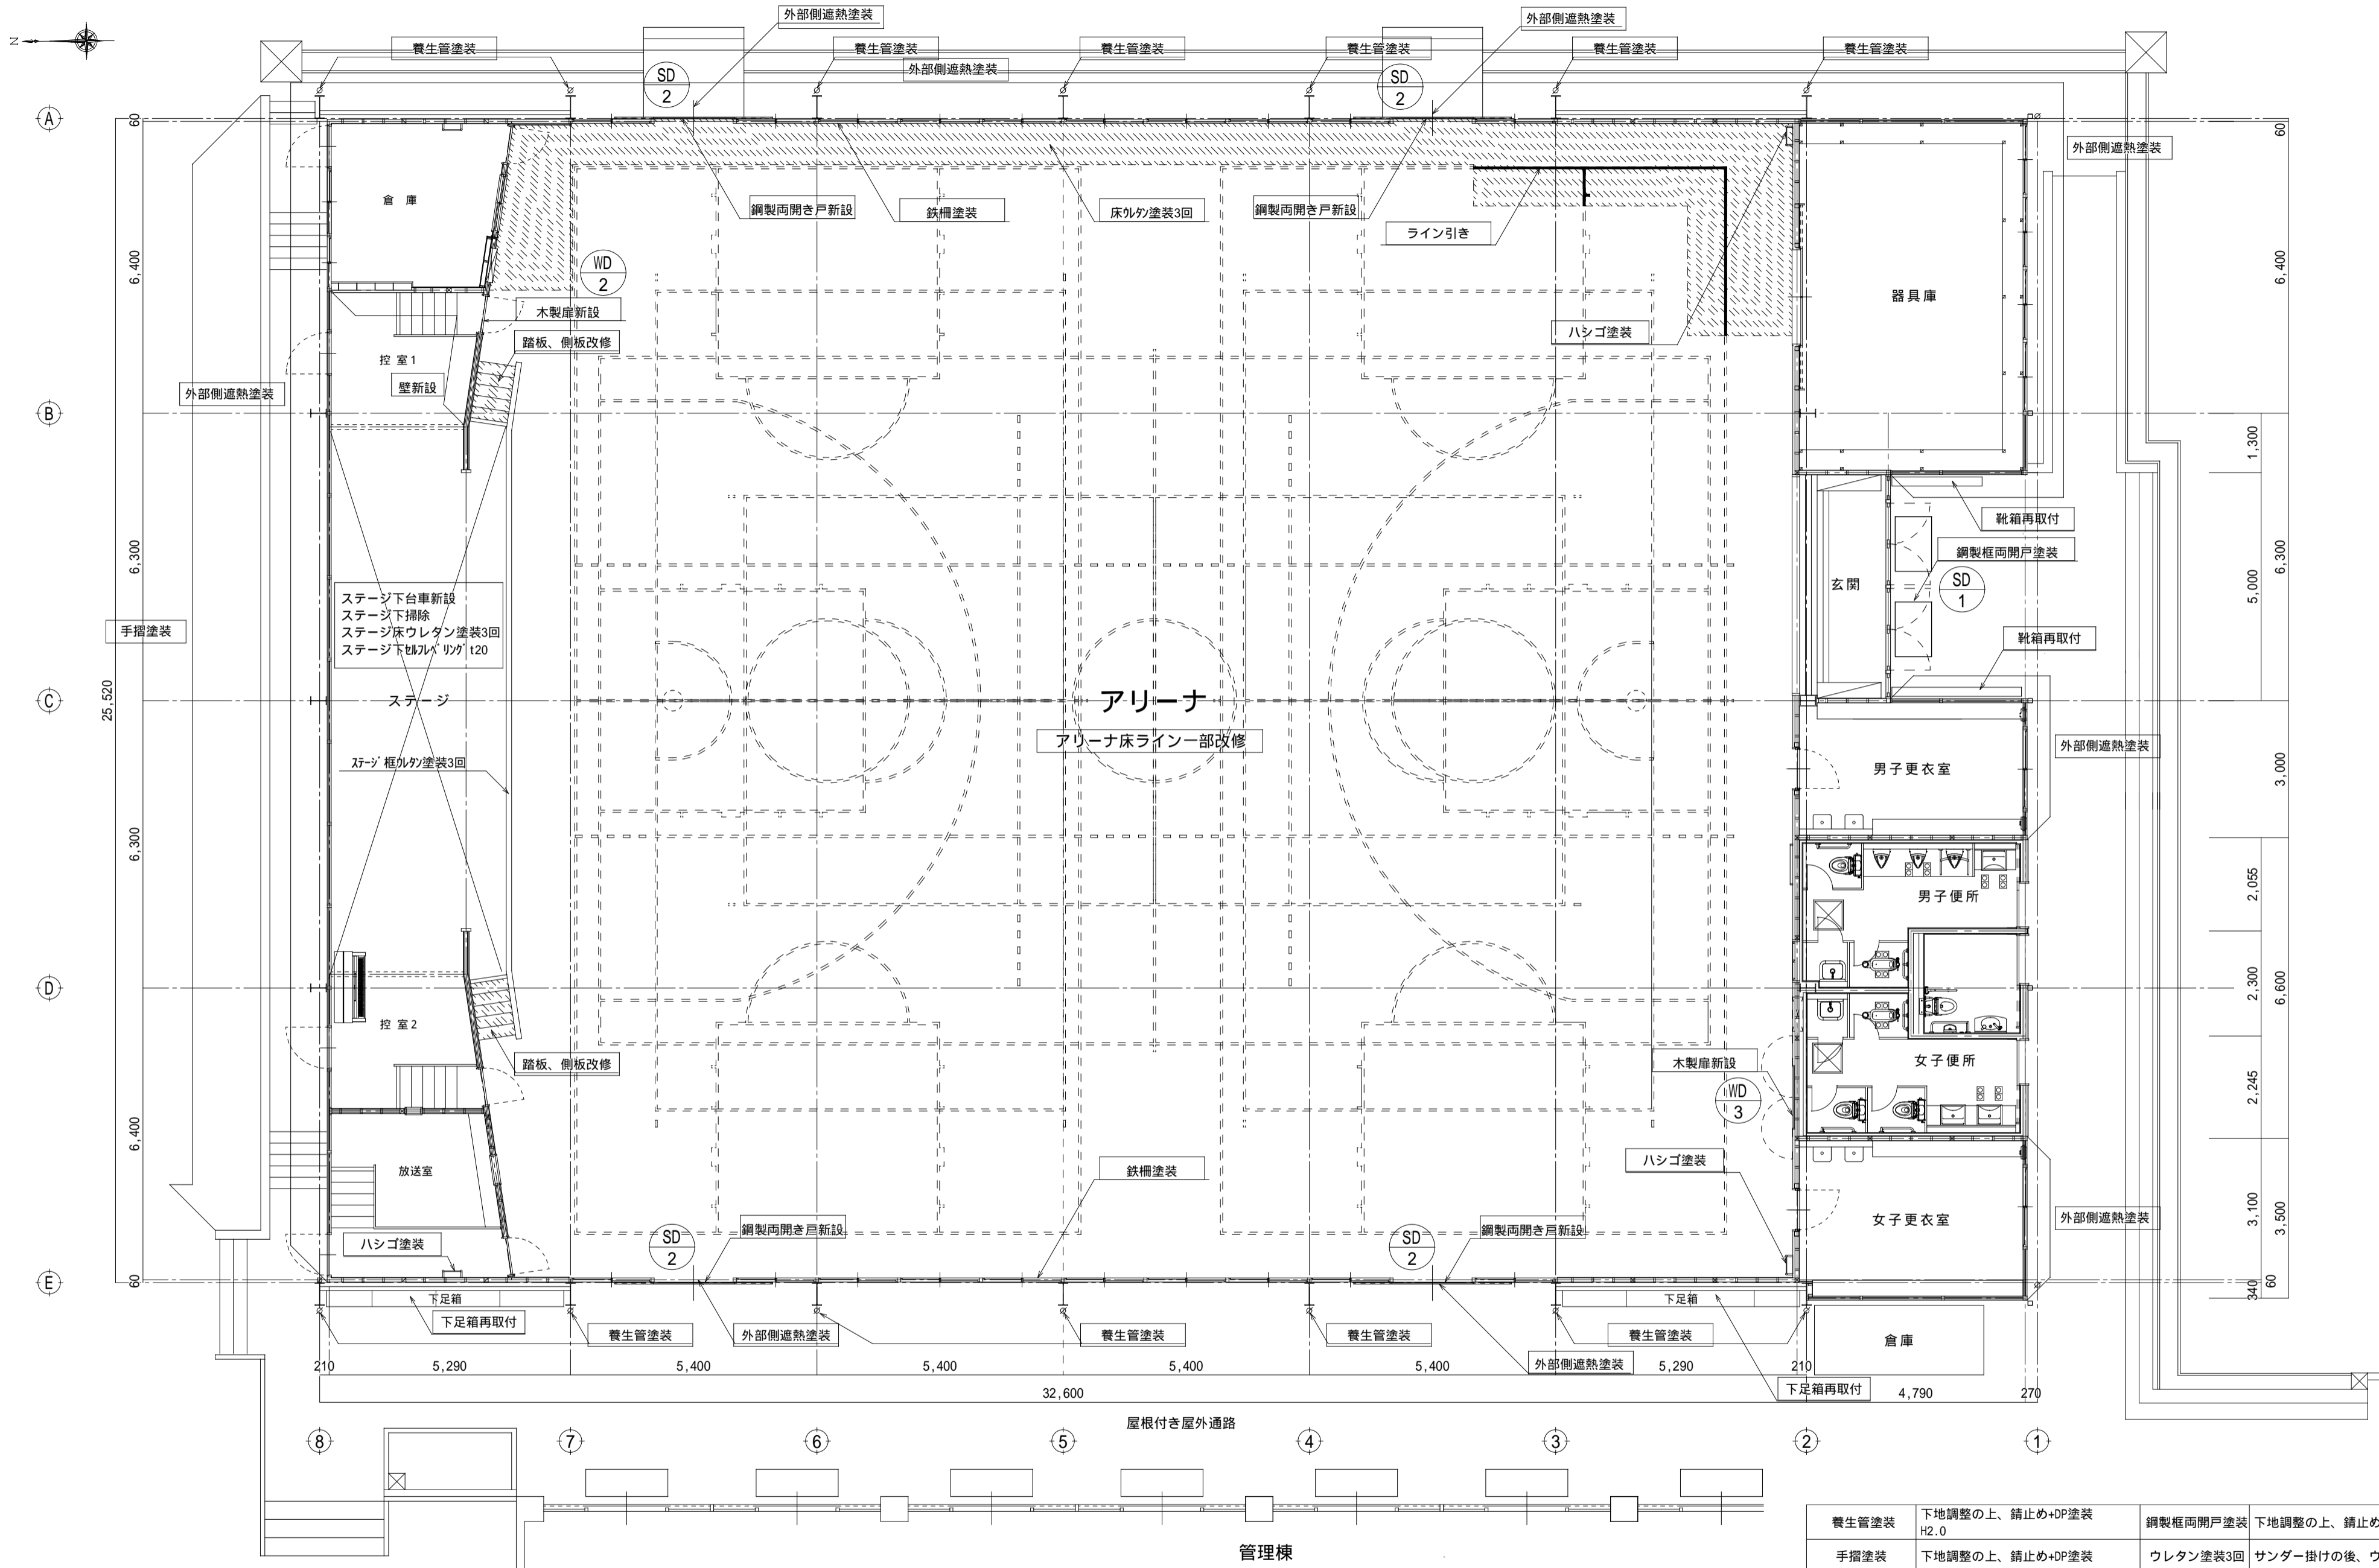 外部側遮熱塗装
外部側遮熱塗装
養生管塗装
養生管塗装
養生管塗装
養生管塗装
養生管塗装
養生管塗装
外部側遮熱塗装
N
SD
2
SD
2
A
60
60
外部側遮熱塗装
倉 庫
鋼製両開き戸新設
鉄柵塗装
床ウレタン塗装3回
鋼製両開き戸新設
ライン引き
6,400
WD
2
6,400
器具庫
木製扉新設
踏板、側板改修
ハシゴ塗装
控 室1
壁新設
外部側遮熱塗装
B
1,300
靴箱再取付
鋼製框両開戸塗装
6,300
玄関
SD
1
5,000
6,300
ステージ下台車新設
ステージ下掃除
ステージ床ウレタン塗装3回
ステージ下セルフレベリング t20
手摺塗装
靴箱再取付
C
25,520
ステージ
アリーナ
アリーナ床ライン一部改修
外部側遮熱塗装
ステージ框ウレタン塗装3回
男子更衣室
3,000
6,300
2,055
男子便所
D
2,300
6,600
控 室2
踏板、側板改修
木製扉新設
女子便所
WD
3
2,245
6,400
放送室
鉄柵塗装
ハシゴ塗装
女子更衣室
外部側遮熱塗装
3,100
3,500
ハシゴ塗装
SD
2
鋼製両開き戸新設
SD
2
鋼製両開き戸新設
E
60
340
60
下足箱
下足箱
下足箱再取付
養生管塗装
外部側遮熱塗装
養生管塗装
養生管塗装
養生管塗装
倉庫
210
5,290
5,400
5,400
5,400
5,400
外部側遮熱塗装
5,290
210
32,600
下足箱再取付
4,790
270
屋根付き屋外通路
8
7
6
5
4
3
2
1
管理棟
養生管塗装
下地調整の上、錆止め+DP塗装
H2.0
鋼製框両開戸塗装
下地調整の上、錆止め
手摺塗装
下地調整の上、錆止め+DP塗装
ウレタン塗装3回
サンダー掛けの後、ウ